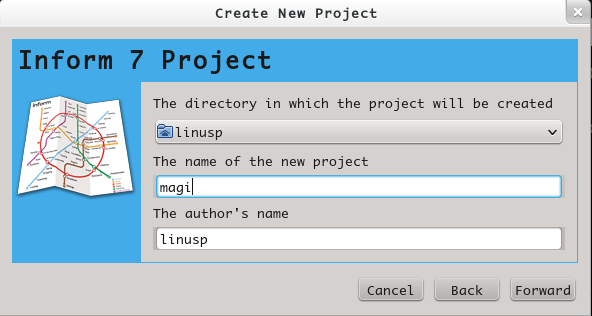 Create New Project
Inform 7 Project
Inform
The directory in which the project will be created
linusp
The name of the new project
magi
The author's name
linusp
Cancel Back Forward